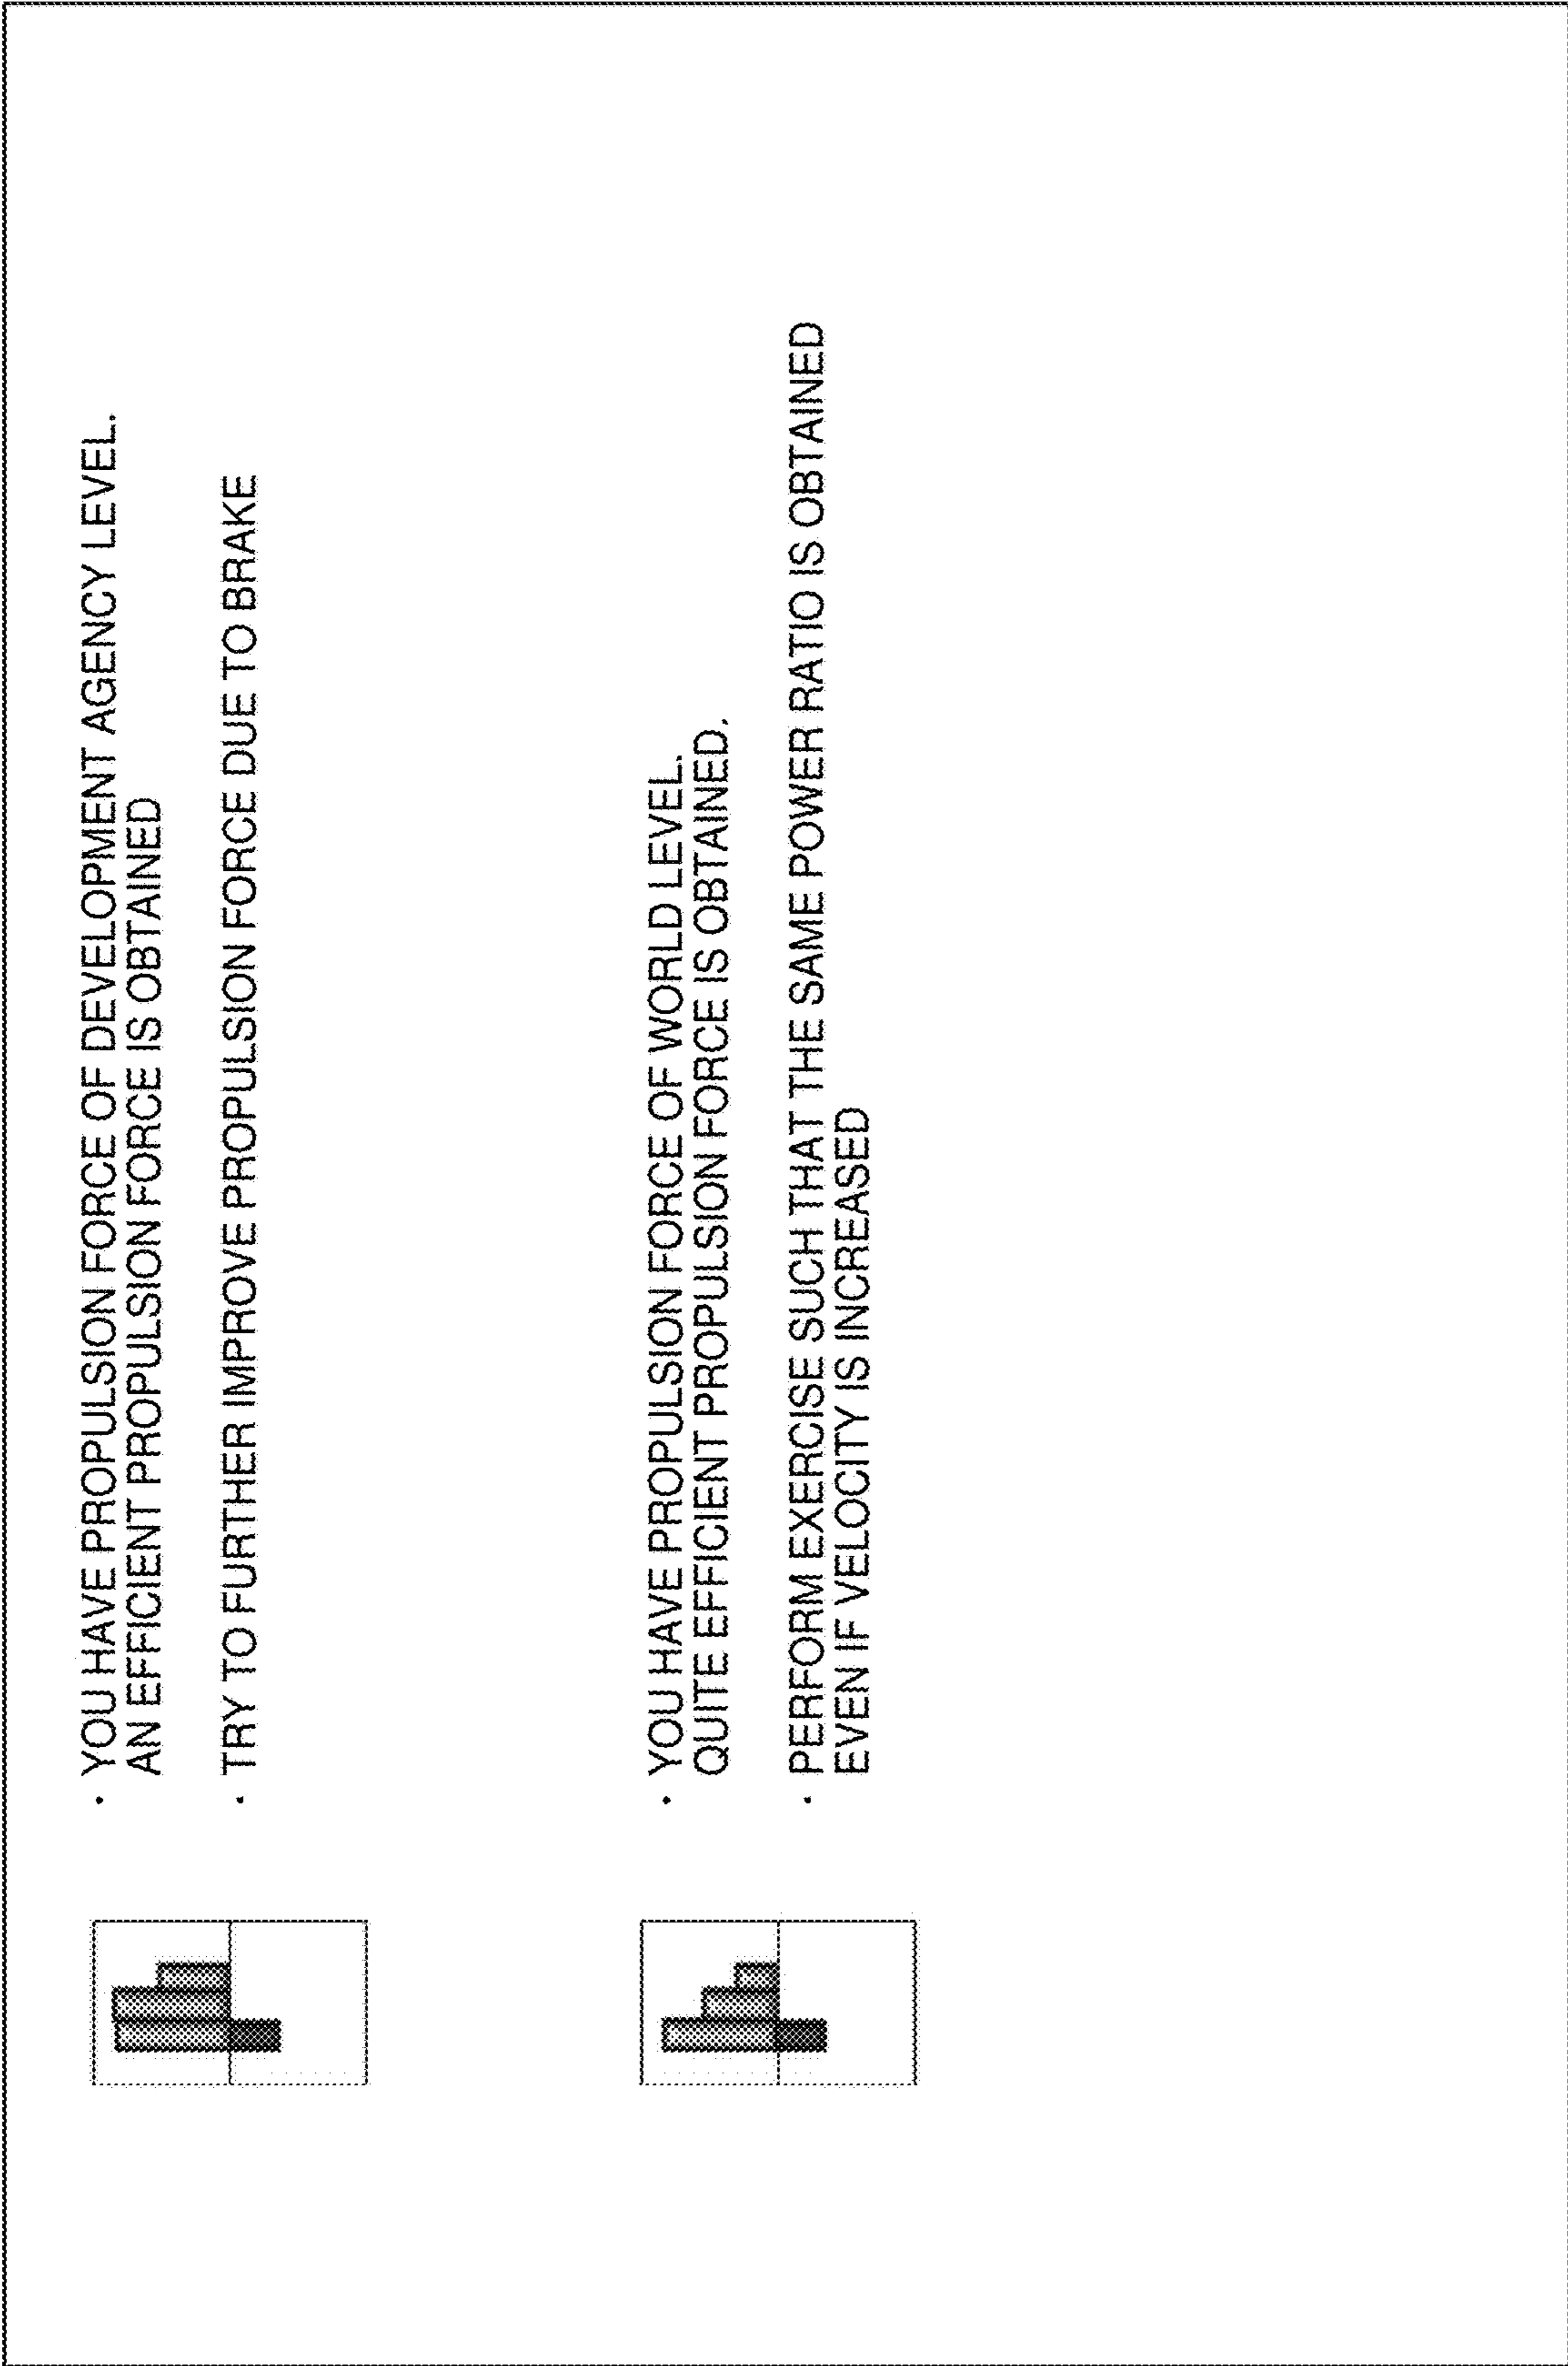 · YOU HAVE PROPULSION FORCE OF DEVELOPMENT AGENCY LEVEL.
AN EFFICIENT PROPULSION FORCE IS OBTAINED
· TRY TO FURTHER IMPROVE PROPULSION FORCE DUE TO BRAKE
· YOU HAVE PROPULSION FORCE OF WORLD LEVEL.
QUITE EFFICIENT PROPULSION FORCE IS OBTAINED.
· PERFORM EXERCISE SUCH THAT THE SAME POWER RATIO IS OBTAINED
EVEN IF VELOCITY IS INCREASED